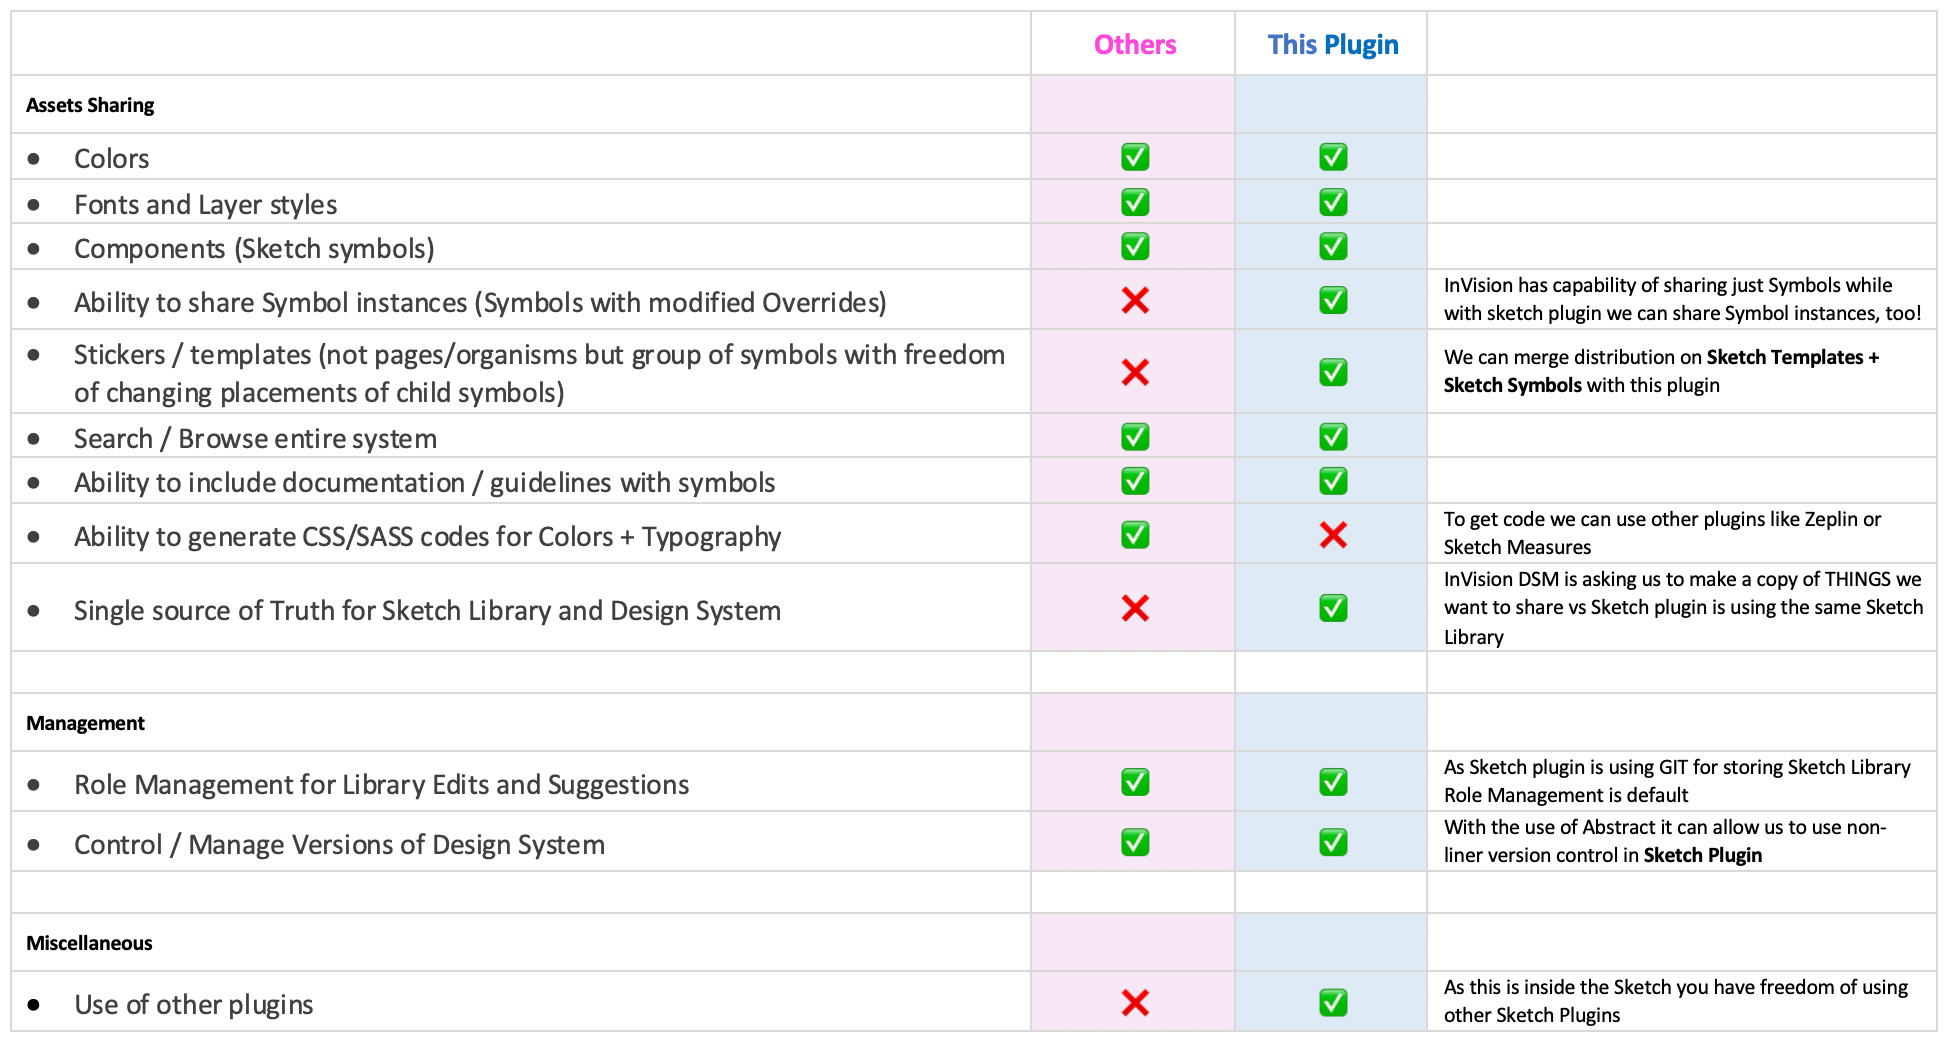 Others This Plugin
Assets Sharing
• Colors ✅ ✅
• Fonts and Layer styles ✅ ✅
• Components (Sketch symbols) ✅ ✅
• Ability to share Symbol instances (Symbols with modified Overrides) ❌ ✅
InVision has capability of sharing just Symbols while
with sketch plugin we can share Symbol instances, too!
• Stickers / templates (not pages/organisms but group of symbols with freedom
of changing placements of child symbols) ❌ ✅
We can merge distribution on Sketch Templates +
Sketch Symbols with this plugin
• Search / Browse entire system ✅ ✅
• Ability to include documentation / guidelines with symbols ✅ ✅
• Ability to generate CSS/SASS codes for Colors + Typography ✅ ❌
To get code we can use other plugins like Zeplin or
Sketch Measures
• Single source of Truth for Sketch Library and Design System ❌ ✅
InVision DSM is asking us to make a copy of THINGS we
want to share vs Sketch plugin is using the same Sketch
Library
Management
• Role Management for Library Edits and Suggestions ✅ ✅
As Sketch plugin is using GIT for storing Sketch Library
Role Management is default
• Control / Manage Versions of Design System ✅ ✅
With the use of Abstract it can allow us to use non-
liner version control in Sketch Plugin
Miscellaneous
• Use of other plugins ❌ ✅
As this is inside the Sketch you have freedom of using
other Sketch Plugins